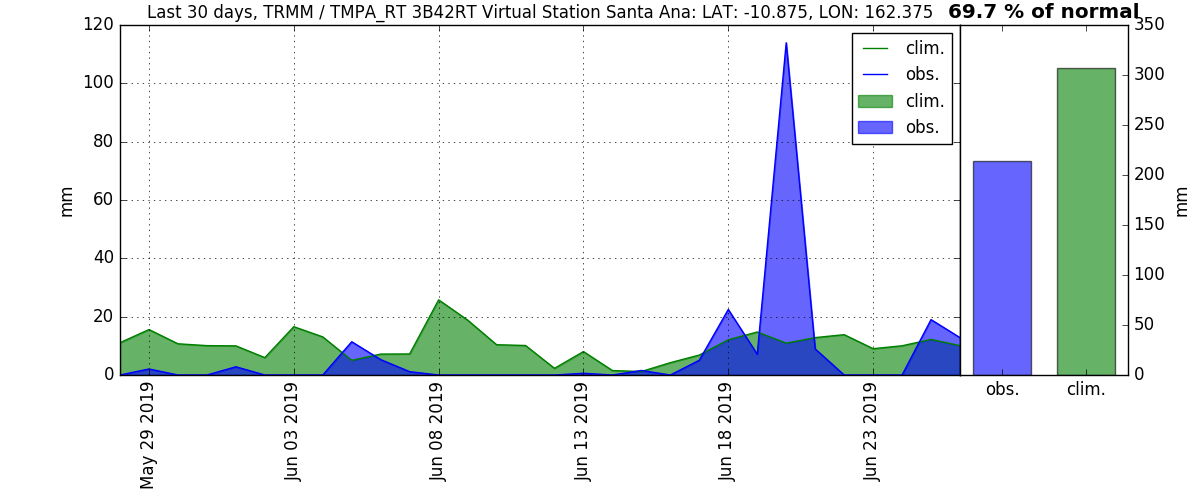 Last 30 days, TRMM / TMPA_RT 3B42RT Virtual Station Santa Ana: LAT: -10.875, LON: 162.375
69.7 % of normal
120
100
80
60
40
20
0
mm
clim.
obs.
clim.
obs.
May 29 2019
Jun 03 2019
Jun 08 2019
Jun 13 2019
Jun 18 2019
Jun 23 2019
350
300
250
200
150
100
50
0
mm
obs.
clim.